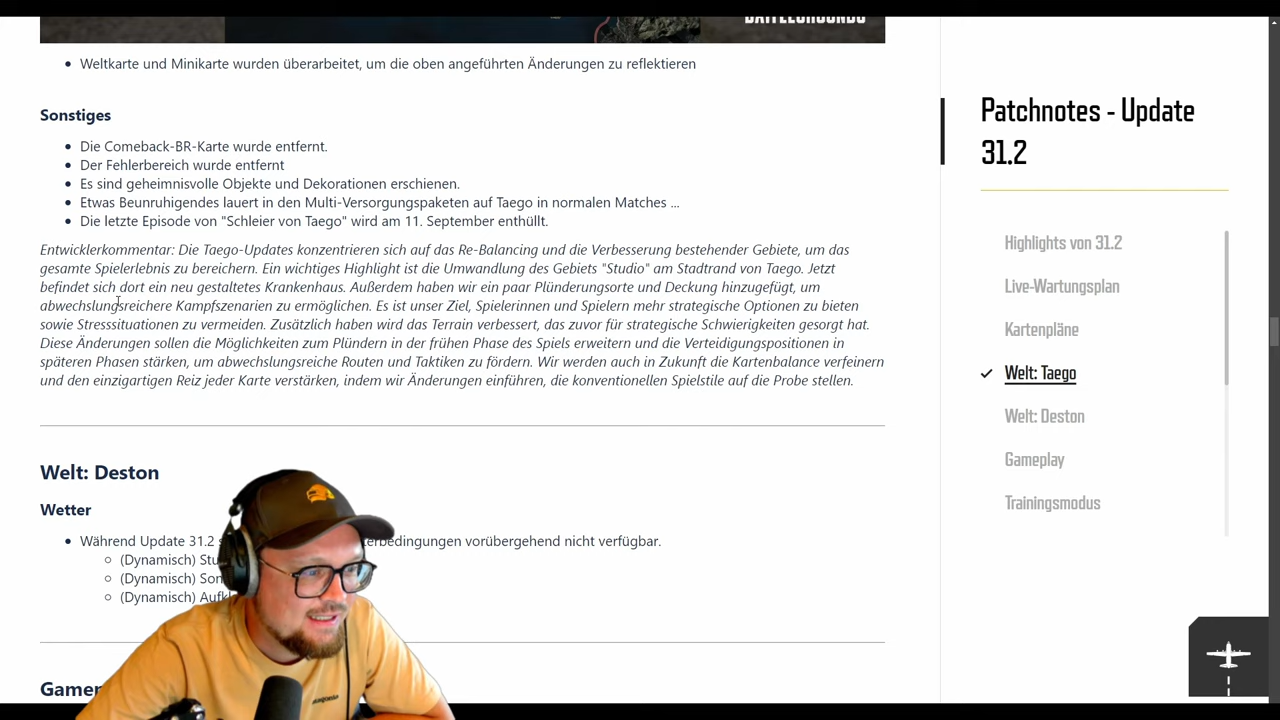 BATTLEGROUNDS
Weltkarte und Minikarte wurden überarbeitet, um die oben angeführten Änderungen zu reflektieren
Sonstiges
Die Comeback-BR-Karte wurde entfernt.
Der Fehlerbereich wurde entfernt
Es sind geheimnisvolle Objekte und Dekorationen erschienen.
Etwas Beunruhigendes lauert in den Multi-Versorgungspaketen auf Taego in normalen Matches ...
Die letzte Episode von "Schleier von Taego" wird am 11. September enthüllt.
Entwicklerkommentar: Die Taego-Updates konzentrieren sich auf das Re-Balancing und die Verbesserung bestehender Gebiete, um das
gesamte Spielerlebnis zu bereichern. Ein wichtiges Highlight ist die Umwandlung des Gebiets "Studio" am Stadtrand von Taego. Jetzt
befindet sich dort ein neu gestaltetes Krankenhaus. Außerdem haben wir ein paar Plünderungsorte und Deckung hinzugefügt, um
abwechslungsreichere Kampfszenarien zu ermöglichen. Es ist unser Ziel, Spielerinnen und Spielern mehr strategische Optionen zu bieten
sowie Stresssituationen zu vermeiden. Zusätzlich haben wird das Terrain verbessert, das zuvor für strategische Schwierigkeiten gesorgt hat.
Diese Änderungen sollen die Möglichkeiten zum Plündern in der frühen Phase des Spiels erweitern und die Verteidigungspositionen in
späteren Phasen stärken, um abwechslungsreiche Routen und Taktiken zu fördern. Wir werden auch in Zukunft die Kartenbalance verfeinern
und den einzigartigen Reiz jeder Karte verstärken, indem wir Änderungen einführen, die konventionellen Spielstile auf die Probe stellen.
Welt: Deston
Wetter
Während Update 31.2 s terbedingungen vorübergehend nicht verfügbar.
(Dynamisch) Stu
(Dynamisch) Son
(Dynamisch) Aufkl
Gamep
Patchnotes - Update
31.2
Highlights von 31.2
Live-Wartungsplan
Kartenpläne
Welt: Taego
Welt: Deston
Gameplay
Trainingsmodus